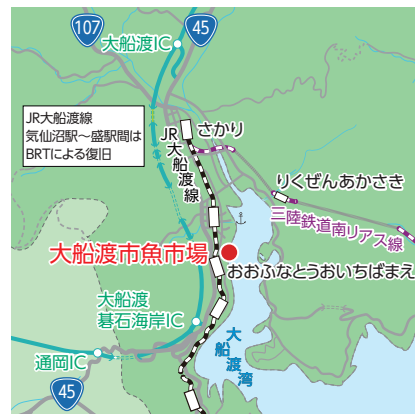 107
45
大船渡IC
JR大船渡線
気仙沼駅～盛駅間は
BRTによる復旧
JR大船渡線
さかり
りくぜんあかさき
三陸鉄道南リアス線
大船渡市魚市場
おおふなとうおいちばまえ
大船渡
碁石海岸IC
大船渡湾
通岡IC
45